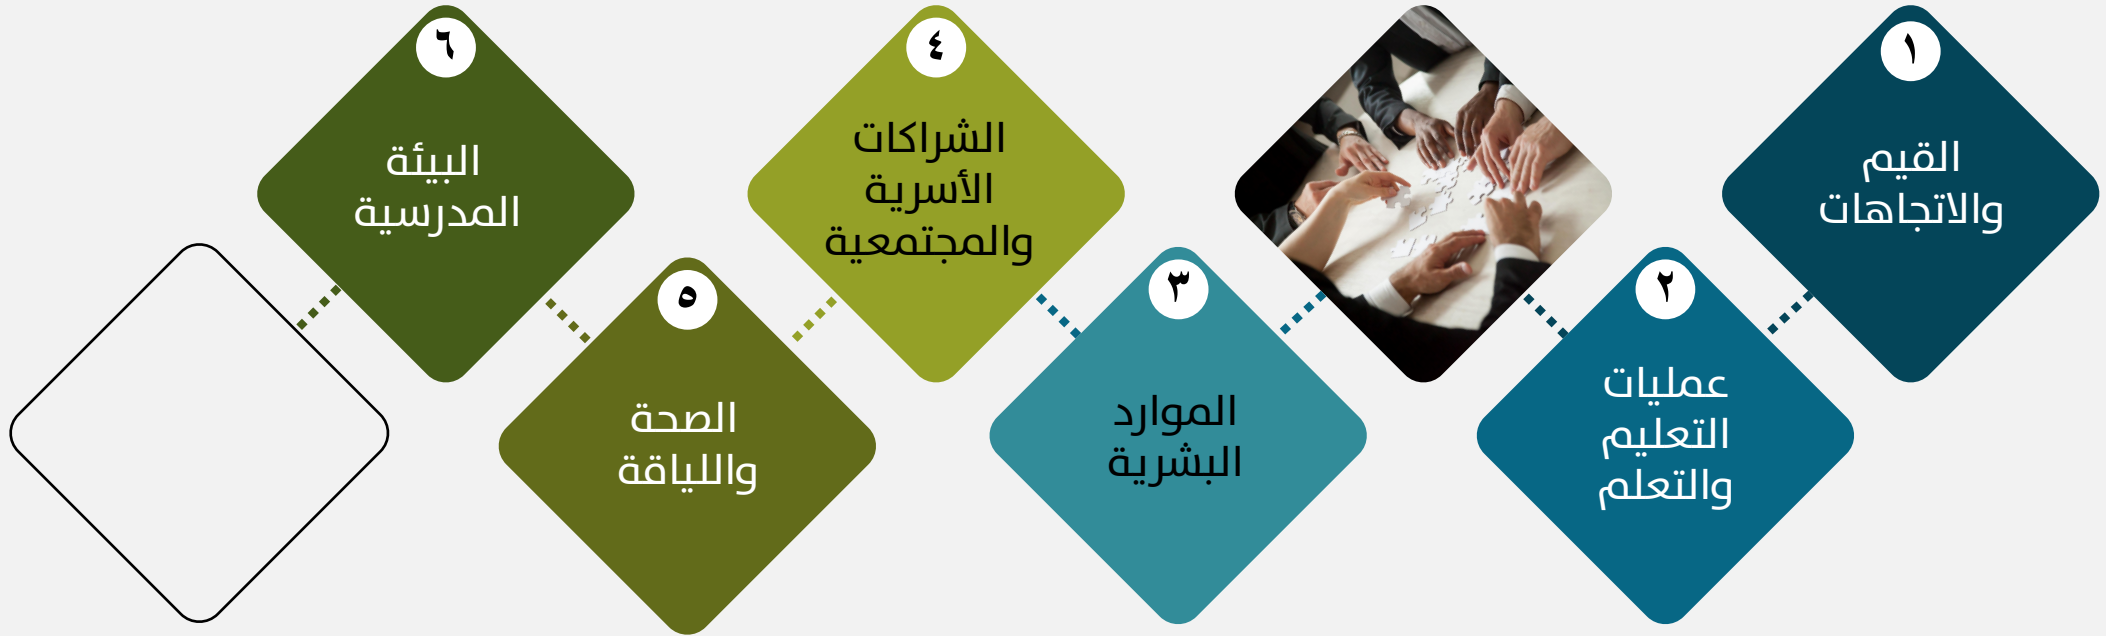 ١
القيم
والاتجاهات
٢
عمليات
التعليم
والتعلم
٣
الموارد
البشرية
٤
الشراكات
الأسرية
والمجتمعية
٥
الصحة
واللياقة
٦
البيئة
المدرسية